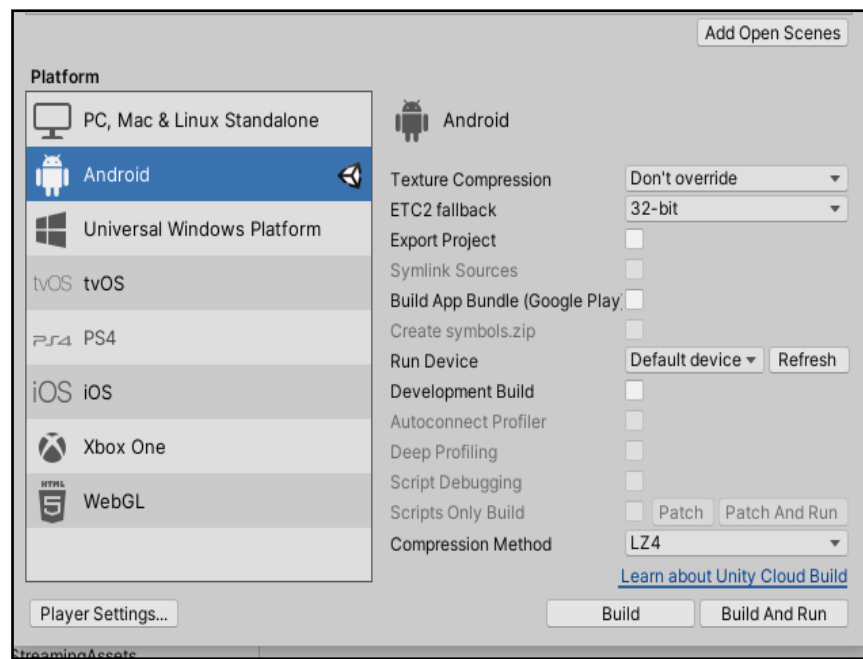 Add Open Scenes
Platform
PC, Mac & Linux Standalone
Android
Universal Windows Platform
tvOS tvOS
PS4 PS4
iOS iOS
Xbox One
HTML
5 WebGL
Android
Texture Compression Don't override
ETC2 fallback 32-bit
Export Project
Symlink Sources
Build App Bundle (Google Play)
Create symbols.zip
Run Device Default device Refresh
Development Build
Autoconnect Profiler
Deep Profiling
Script Debugging
Scripts Only Build Patch Patch And Run
Compression Method LZ4
Learn about Unity Cloud Build
Player Settings... Build Build And Run
StreamingAssets